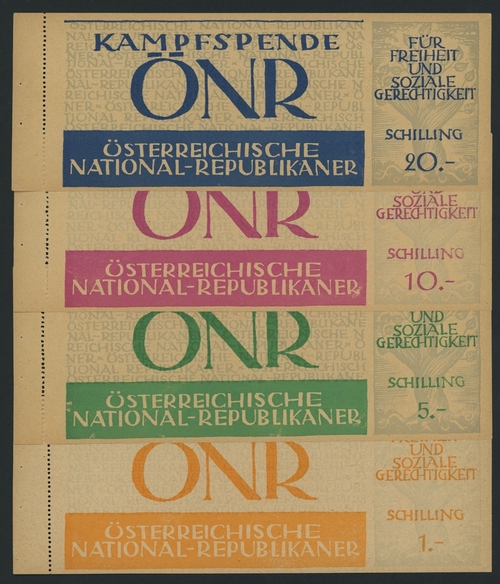 KAMPFSPENDE
ÖNR
ÖSTERREICHISCHE
NATIONAL-REPUBLIKANER
FÜR
FREIHEIT
UND
SOZIALE
GERECHTIGKEIT
SCHILLING
20.-
ÖNR
ÖSTERREICHISCHE
NATIONAL-REPUBLIKANER
SOZIALE
GERECHTIGKEIT
SCHILLING
10.-
ÖNR
ÖSTERREICHISCHE
NATIONAL-REPUBLIKANER
UND
SOZIALE
GERECHTIGKEIT
SCHILLING
5.-
ÖNR
ÖSTERREICHISCHE
NATIONAL-REPUBLIKANER
UND
SOZIALE
GERECHTIGKEIT
SCHILLING
1.-